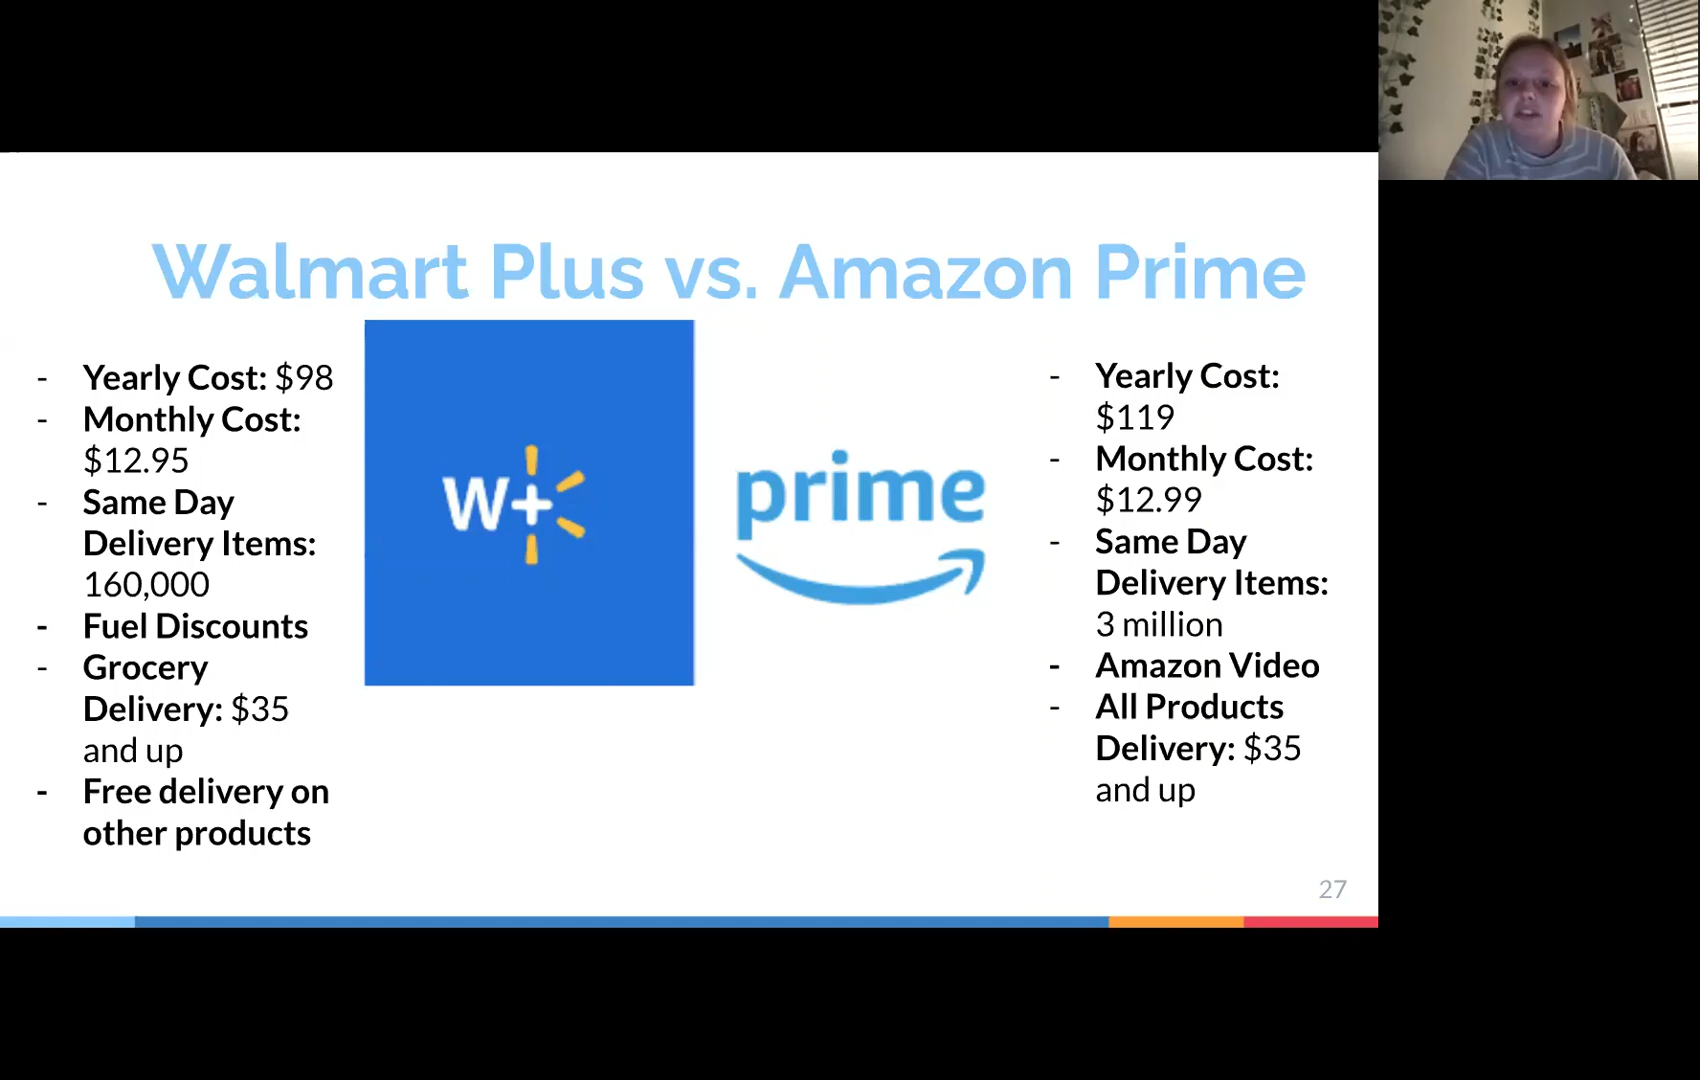 Walmart Plus vs. Amazon Prime
- Yearly Cost: $98
- Monthly Cost:
$12.95
- Same Day
Delivery Items:
160,000
- Fuel Discounts
- Grocery
Delivery: $35
and up
- Free delivery on
other products
W+
prime
- Yearly Cost:
$119
- Monthly Cost:
$12.99
- Same Day
Delivery Items:
3 million
- Amazon Video
- All Products
Delivery: $35
and up
27